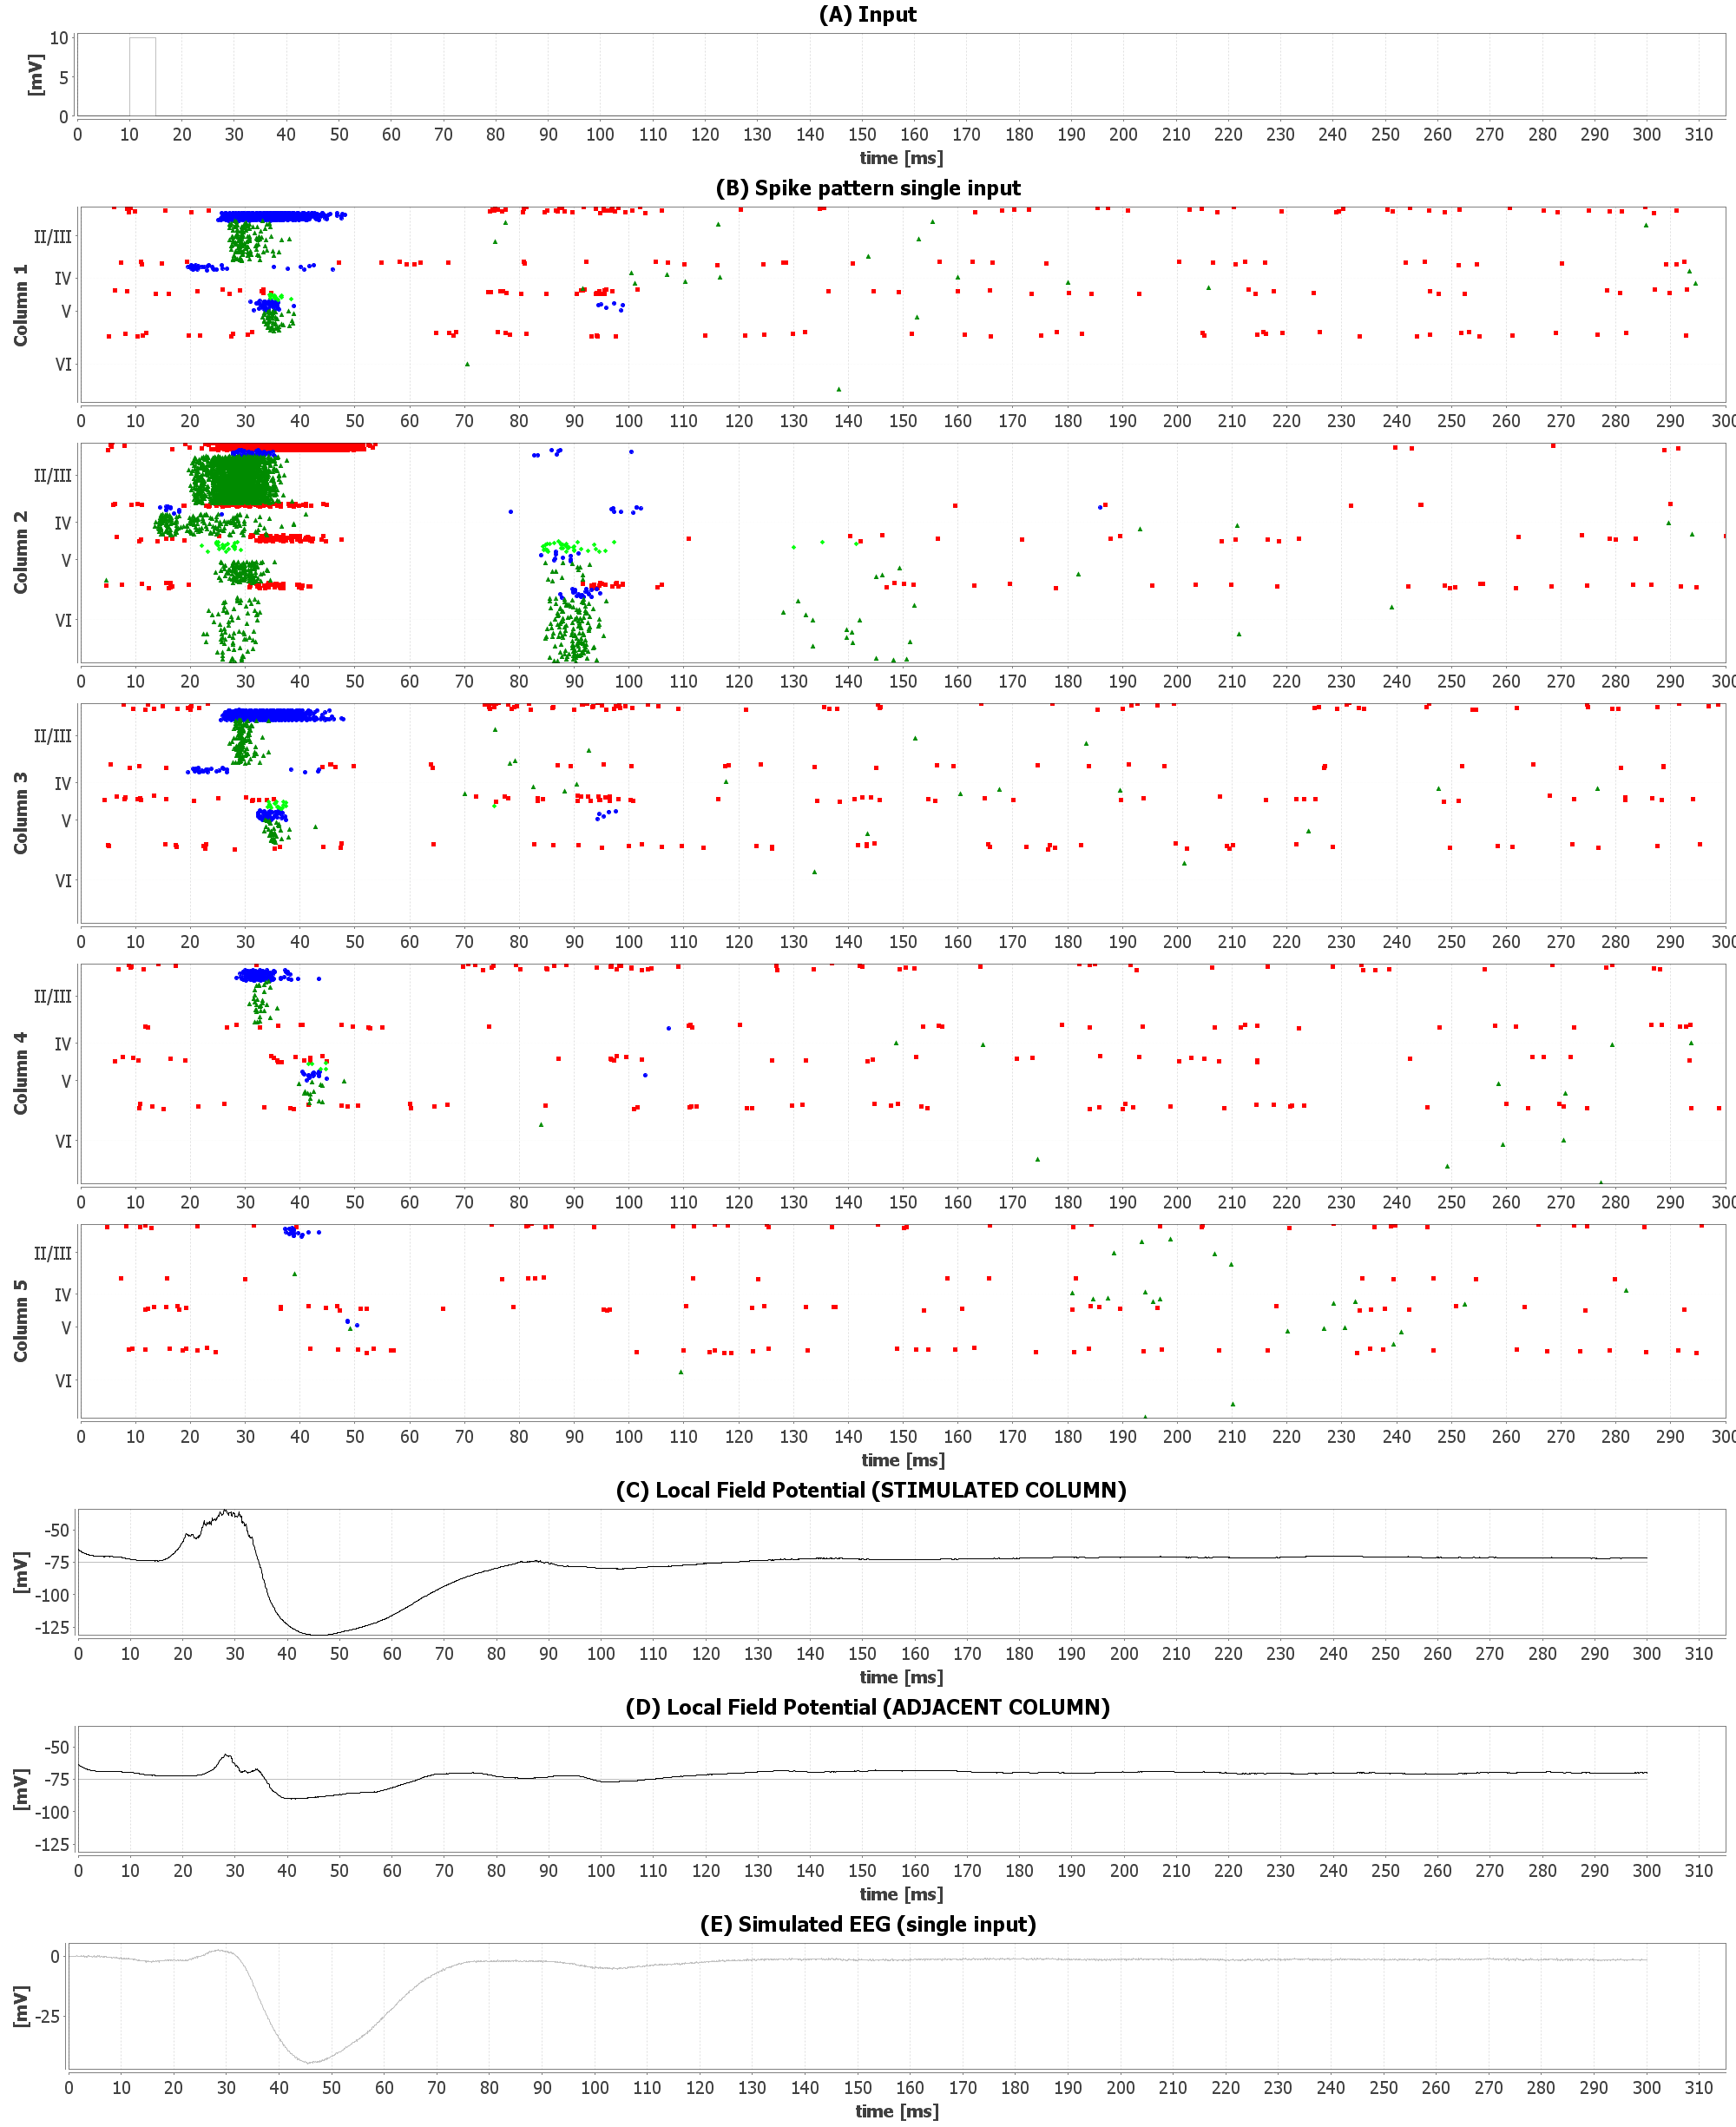 (A) Input
[mV]
10
5
0
0 10 20 30 40 50 60 70 80 90 100 110 120 130 140 150 160 170 180 190 200 210 220 230 240 250 260 270 280 290 300 310
time [ms]
(B) Spike pattern single input
Column 1
II/III
IV
V
VI
0 10 20 30 40 50 60 70 80 90 100 110 120 130 140 150 160 170 180 190 200 210 220 230 240 250 260 270 280 290 300
Column 2
II/III
IV
V
VI
0 10 20 30 40 50 60 70 80 90 100 110 120 130 140 150 160 170 180 190 200 210 220 230 240 250 260 270 280 290 300
Column 3
II/III
IV
V
VI
0 10 20 30 40 50 60 70 80 90 100 110 120 130 140 150 160 170 180 190 200 210 220 230 240 250 260 270 280 290 300
Column 4
II/III
IV
V
VI
0 10 20 30 40 50 60 70 80 90 100 110 120 130 140 150 160 170 180 190 200 210 220 230 240 250 260 270 280 290 300
Column 5
II/III
IV
V
VI
0 10 20 30 40 50 60 70 80 90 100 110 120 130 140 150 160 170 180 190 200 210 220 230 240 250 260 270 280 290 300
time [ms]
(C) Local Field Potential (STIMULATED COLUMN)
[mV]
-50
-75
-100
-125
0 10 20 30 40 50 60 70 80 90 100 110 120 130 140 150 160 170 180 190 200 210 220 230 240 250 260 270 280 290 300 310
time [ms]
(D) Local Field Potential (ADJACENT COLUMN)
[mV]
-50
-75
-100
-125
0 10 20 30 40 50 60 70 80 90 100 110 120 130 140 150 160 170 180 190 200 210 220 230 240 250 260 270 280 290 300 310
time [ms]
(E) Simulated EEG (single input)
[mV]
0
-25
0 10 20 30 40 50 60 70 80 90 100 110 120 130 140 150 160 170 180 190 200 210 220 230 240 250 260 270 280 290 300 310
time [ms]